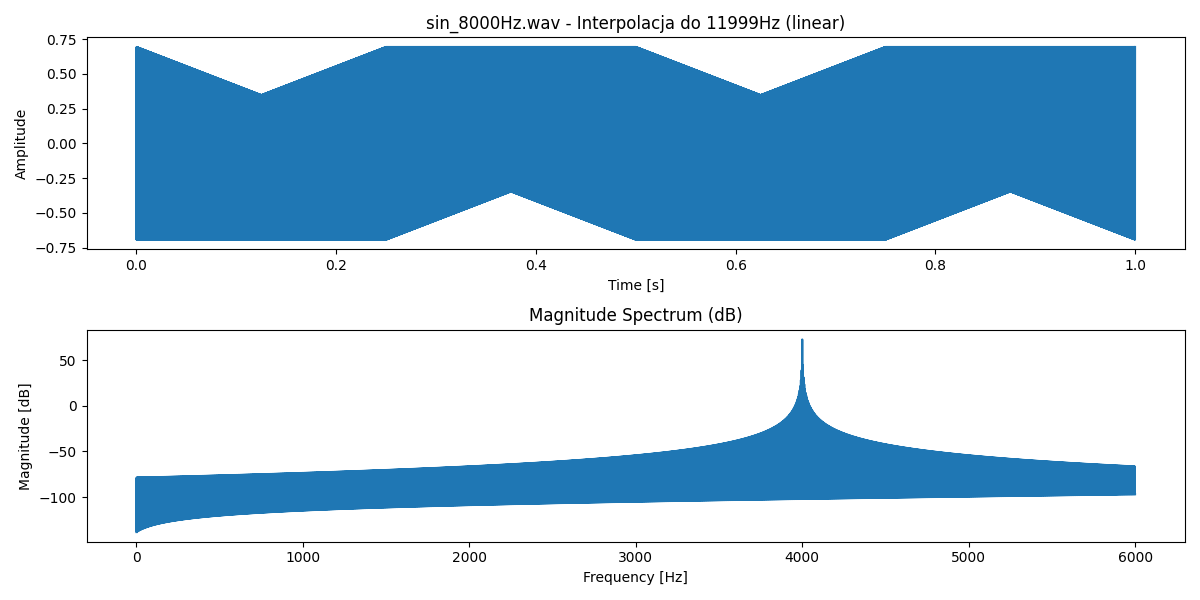 sin_8000Hz.wav - Interpolacja do 11999Hz (linear)
0.75
0.50
0.25
0.00
−0.25
−0.50
−0.75
Amplitude
0.0 0.2 0.4 0.6 0.8 1.0
Time [s]
Magnitude Spectrum (dB)
50
0
−50
−100
Magnitude [dB]
0 1000 2000 3000 4000 5000 6000
Frequency [Hz]